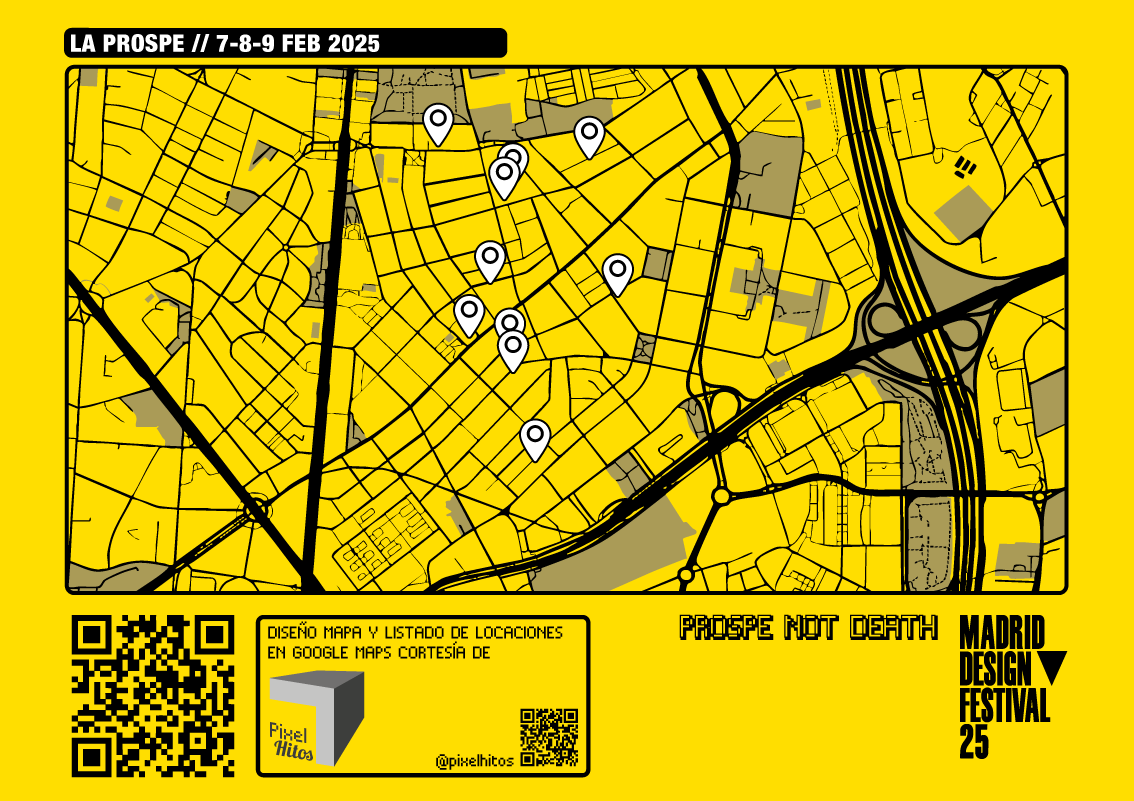 LA PROSPE // 7-8-9 FEB 2025
DISEÑO MAPA Y LISTADO DE LOCACIONES
EN GOOGLE MAPS CORTESÍA DE
Pixel
Hitos
@pixelhitos
PROSPE NOT DEATH
MADRID
DESIGN
FESTIVAL
25